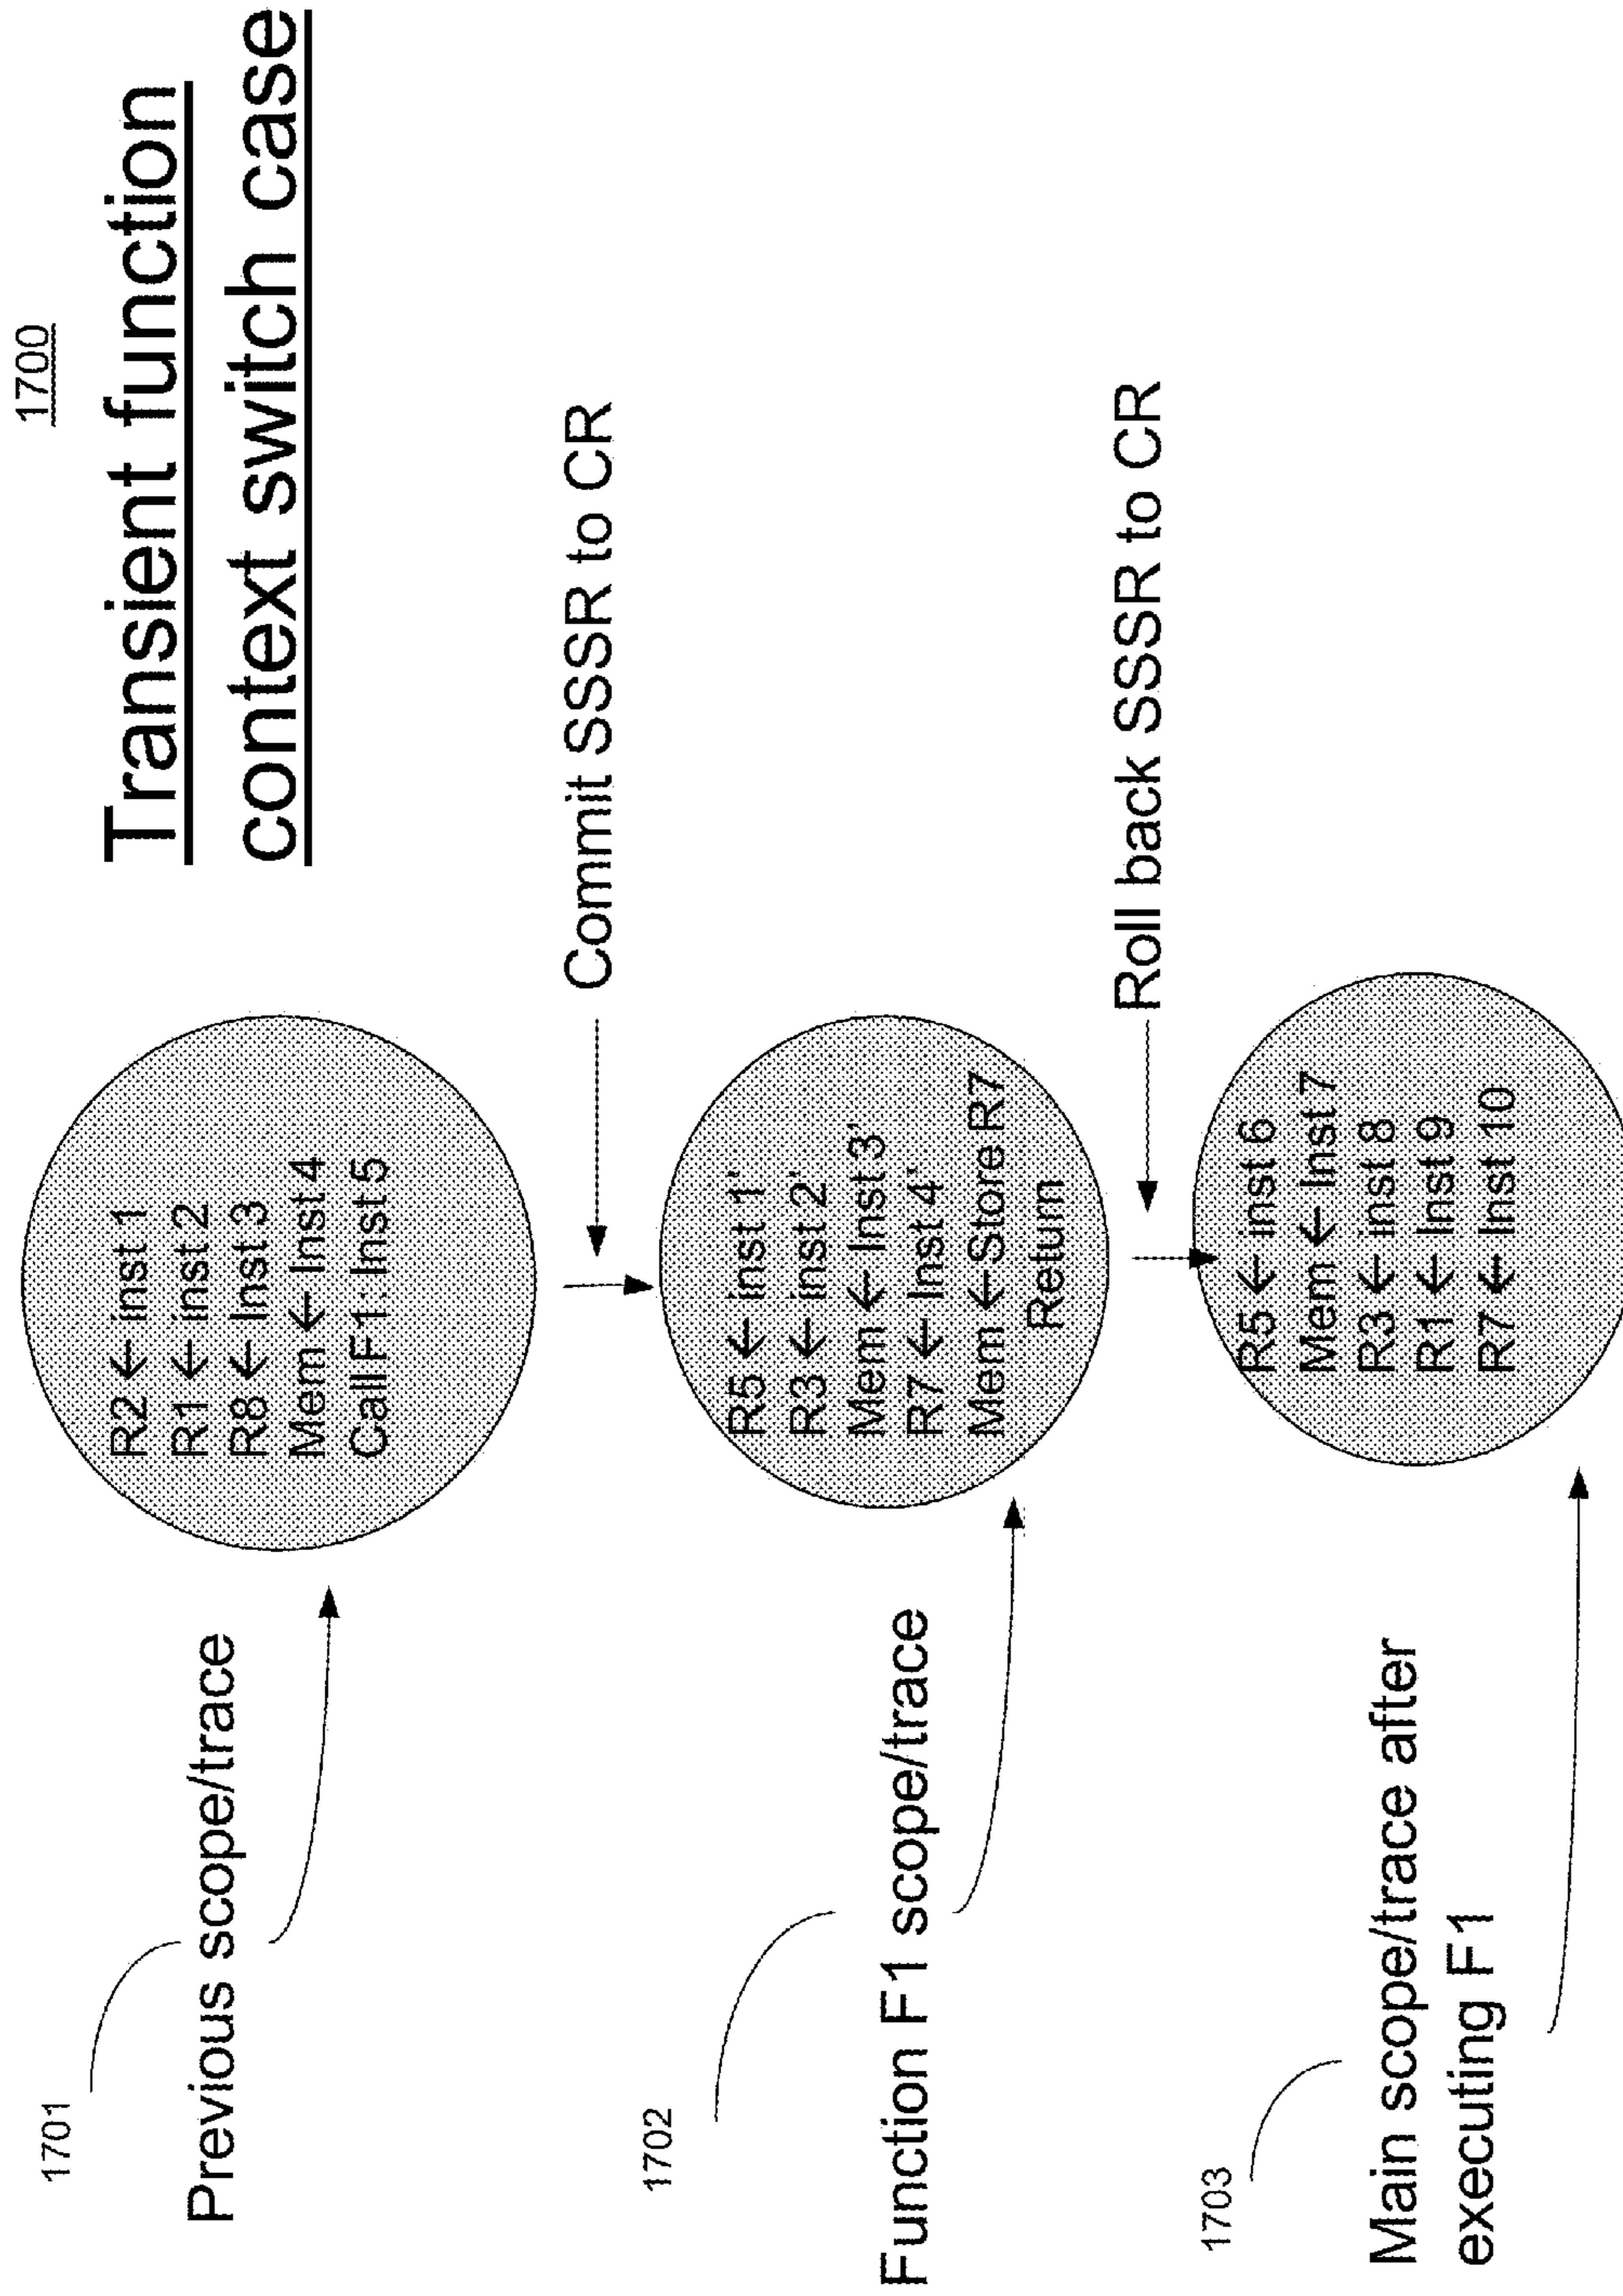 1700
Transient function
context switch case
1701
Previous scope/trace
R2 ← inst 1
R1 ← inst 2
R8 ← Inst 3
Mem ← Inst 4
Call F1: Inst 5
Commit SSSR to CR
1702
Function F1 scope/trace
R5 ← inst 1'
R3 ← inst 2'
Mem ← Inst 3'
R7 ← Inst 4'
Mem ← Store R7
Return
Roll back SSSR to CR
1703
Main scope/trace after
executing F1
R5 ← inst 6
Mem ← Inst 7
R3 ← inst 8
R1 ← Inst 9
R7 ← Inst 10